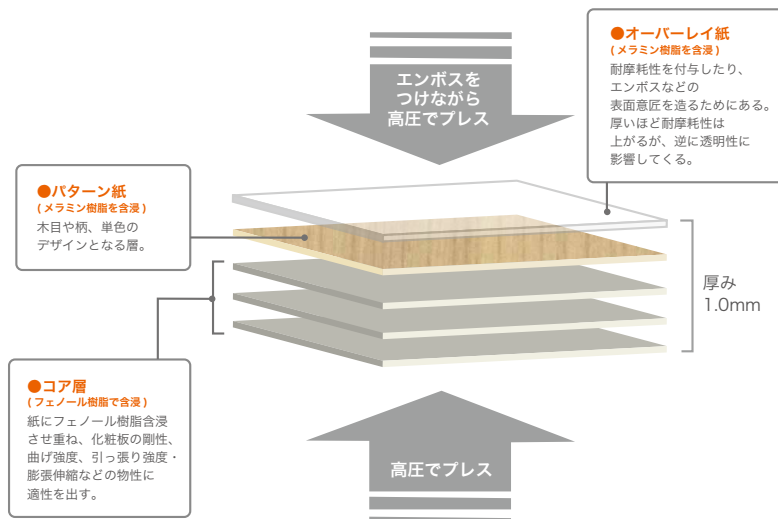 エンボスを
つけながら
高圧でプレス
●オーバーレイ紙
(メラミン樹脂を含浸)
耐摩耗性を付与したり、
エンボスなどの
表面意匠を造るためにある。
厚いほど耐摩耗性は
上がるが、逆に透明性に
影響してくる。
●パターン紙
(メラミン樹脂を含浸)
木目や柄、単色の
デザインとなる層。
厚み
1.0mm
●コア層
(フェノール樹脂で含浸)
紙にフェノール樹脂含浸
させ重ね、化粧板の剛性、
曲げ強度、引っ張り強度・
膨張伸縮などの物性に
適性を出す。
高圧でプレス